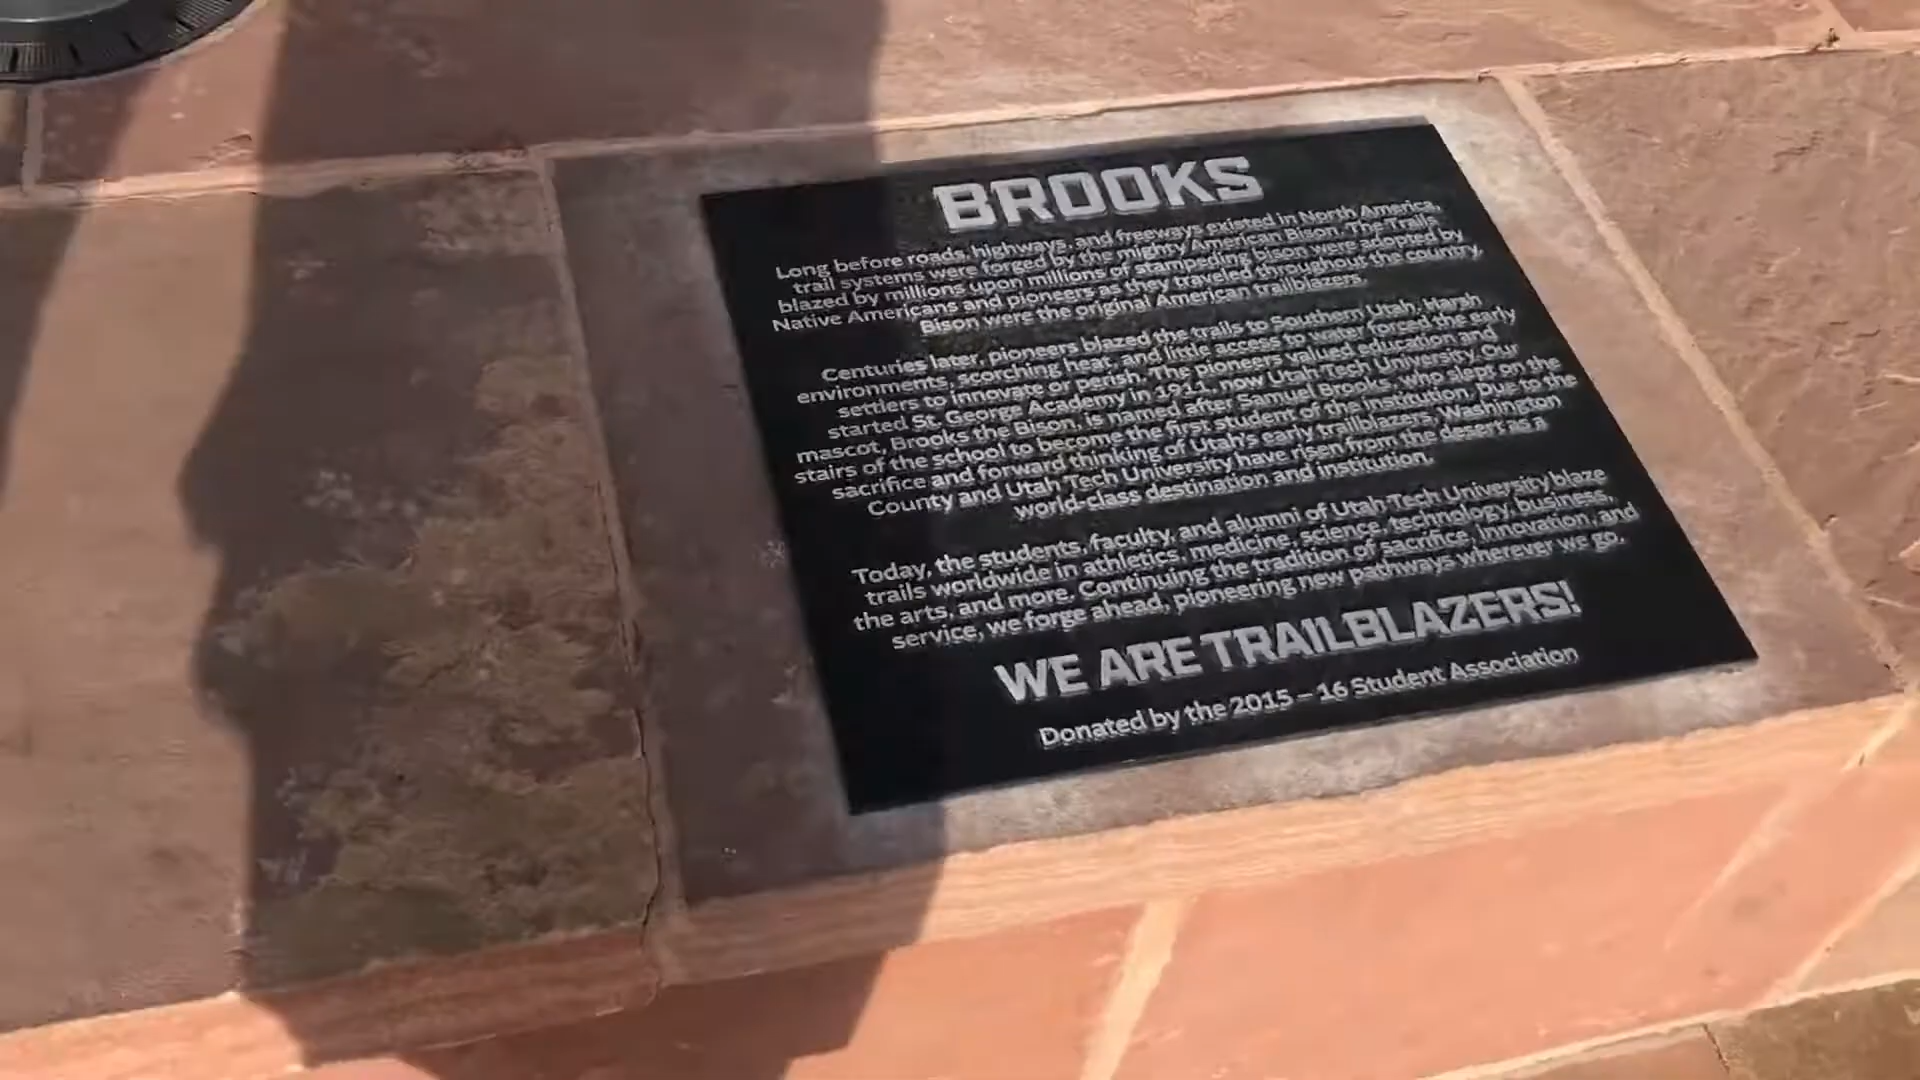 BROOKS
Long before roads, highways, and freeways existed in North America,
trail systems were forged by the mighty American Bison. The Trails
blazed by millions upon millions of stampeding bison were adopted by
Native Americans and pioneers as they traveled throughout the country.
Bison were the original American trailblazers.
Centuries later, pioneers blazed the trails to Southern Utah. Harsh
environments, scorching heat, and little access to water forced the early
settlers to innovate or perish. The pioneers valued education and
started St. George Academy in 1911, now Utah Tech University. Our
mascot, Brooks the Bison, is named after Samuel Brooks, who slept on the
stairs of the school to become the first student of the institution. Due to the
sacrifice and forward thinking of Utah's early trailblazers, Washington
County and Utah Tech University have risen from the desert as a
world-class destination and institution.
Today, the students, faculty, and alumni of Utah Tech University blaze
trails worldwide in athletics, medicine, science, technology, business,
the arts, and more. Continuing the tradition of sacrifice, innovation, and
service, we forge ahead, pioneering new pathways wherever we go.
WE ARE TRAILBLAZERS!
Donated by the 2015 – 16 Student Association